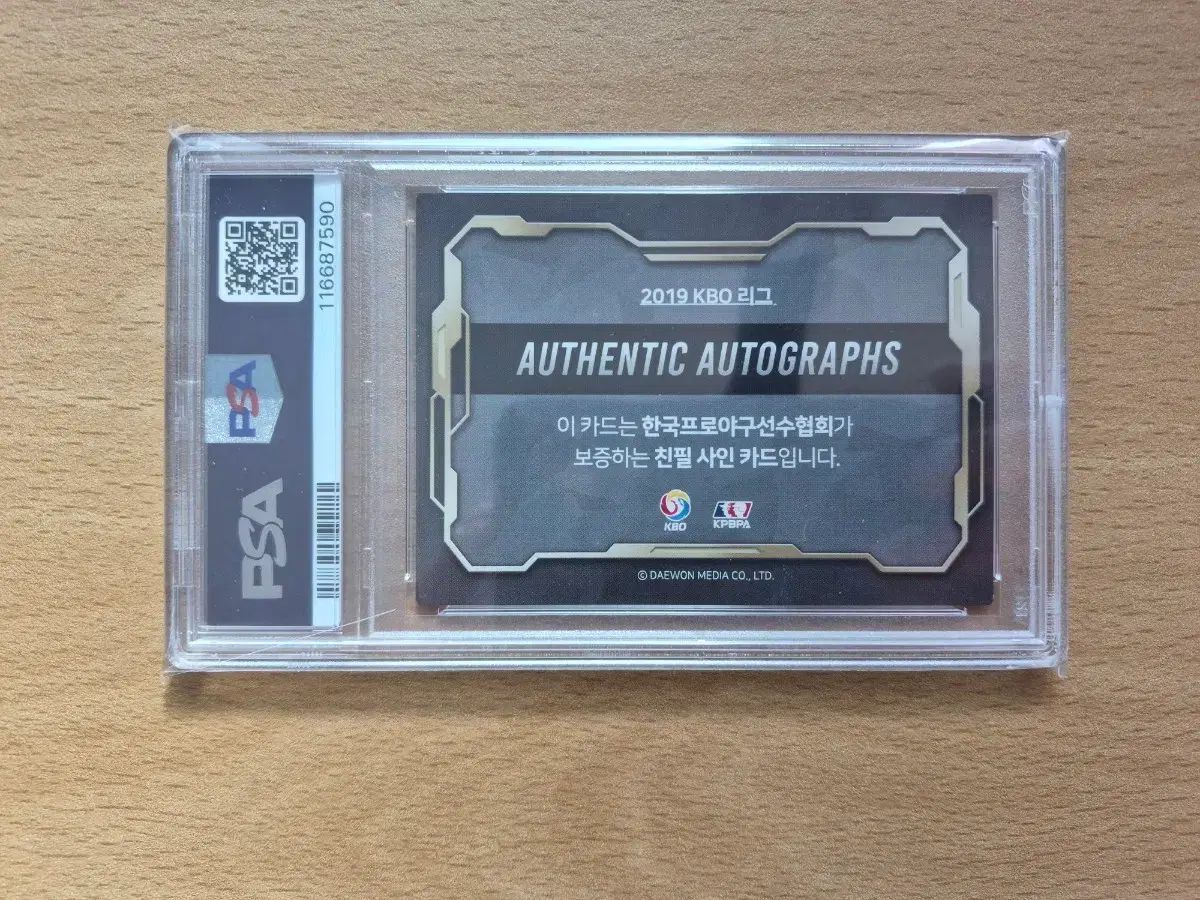 116687590
PSA
PSA
2019 KBO 리그
AUTHENTIC AUTOGRAPHS
이 카드는 한국프로야구선수협회가
보증하는 친필 사인 카드입니다.
KBO
KPBPA
© DAEWON MEDIA CO., LTD.